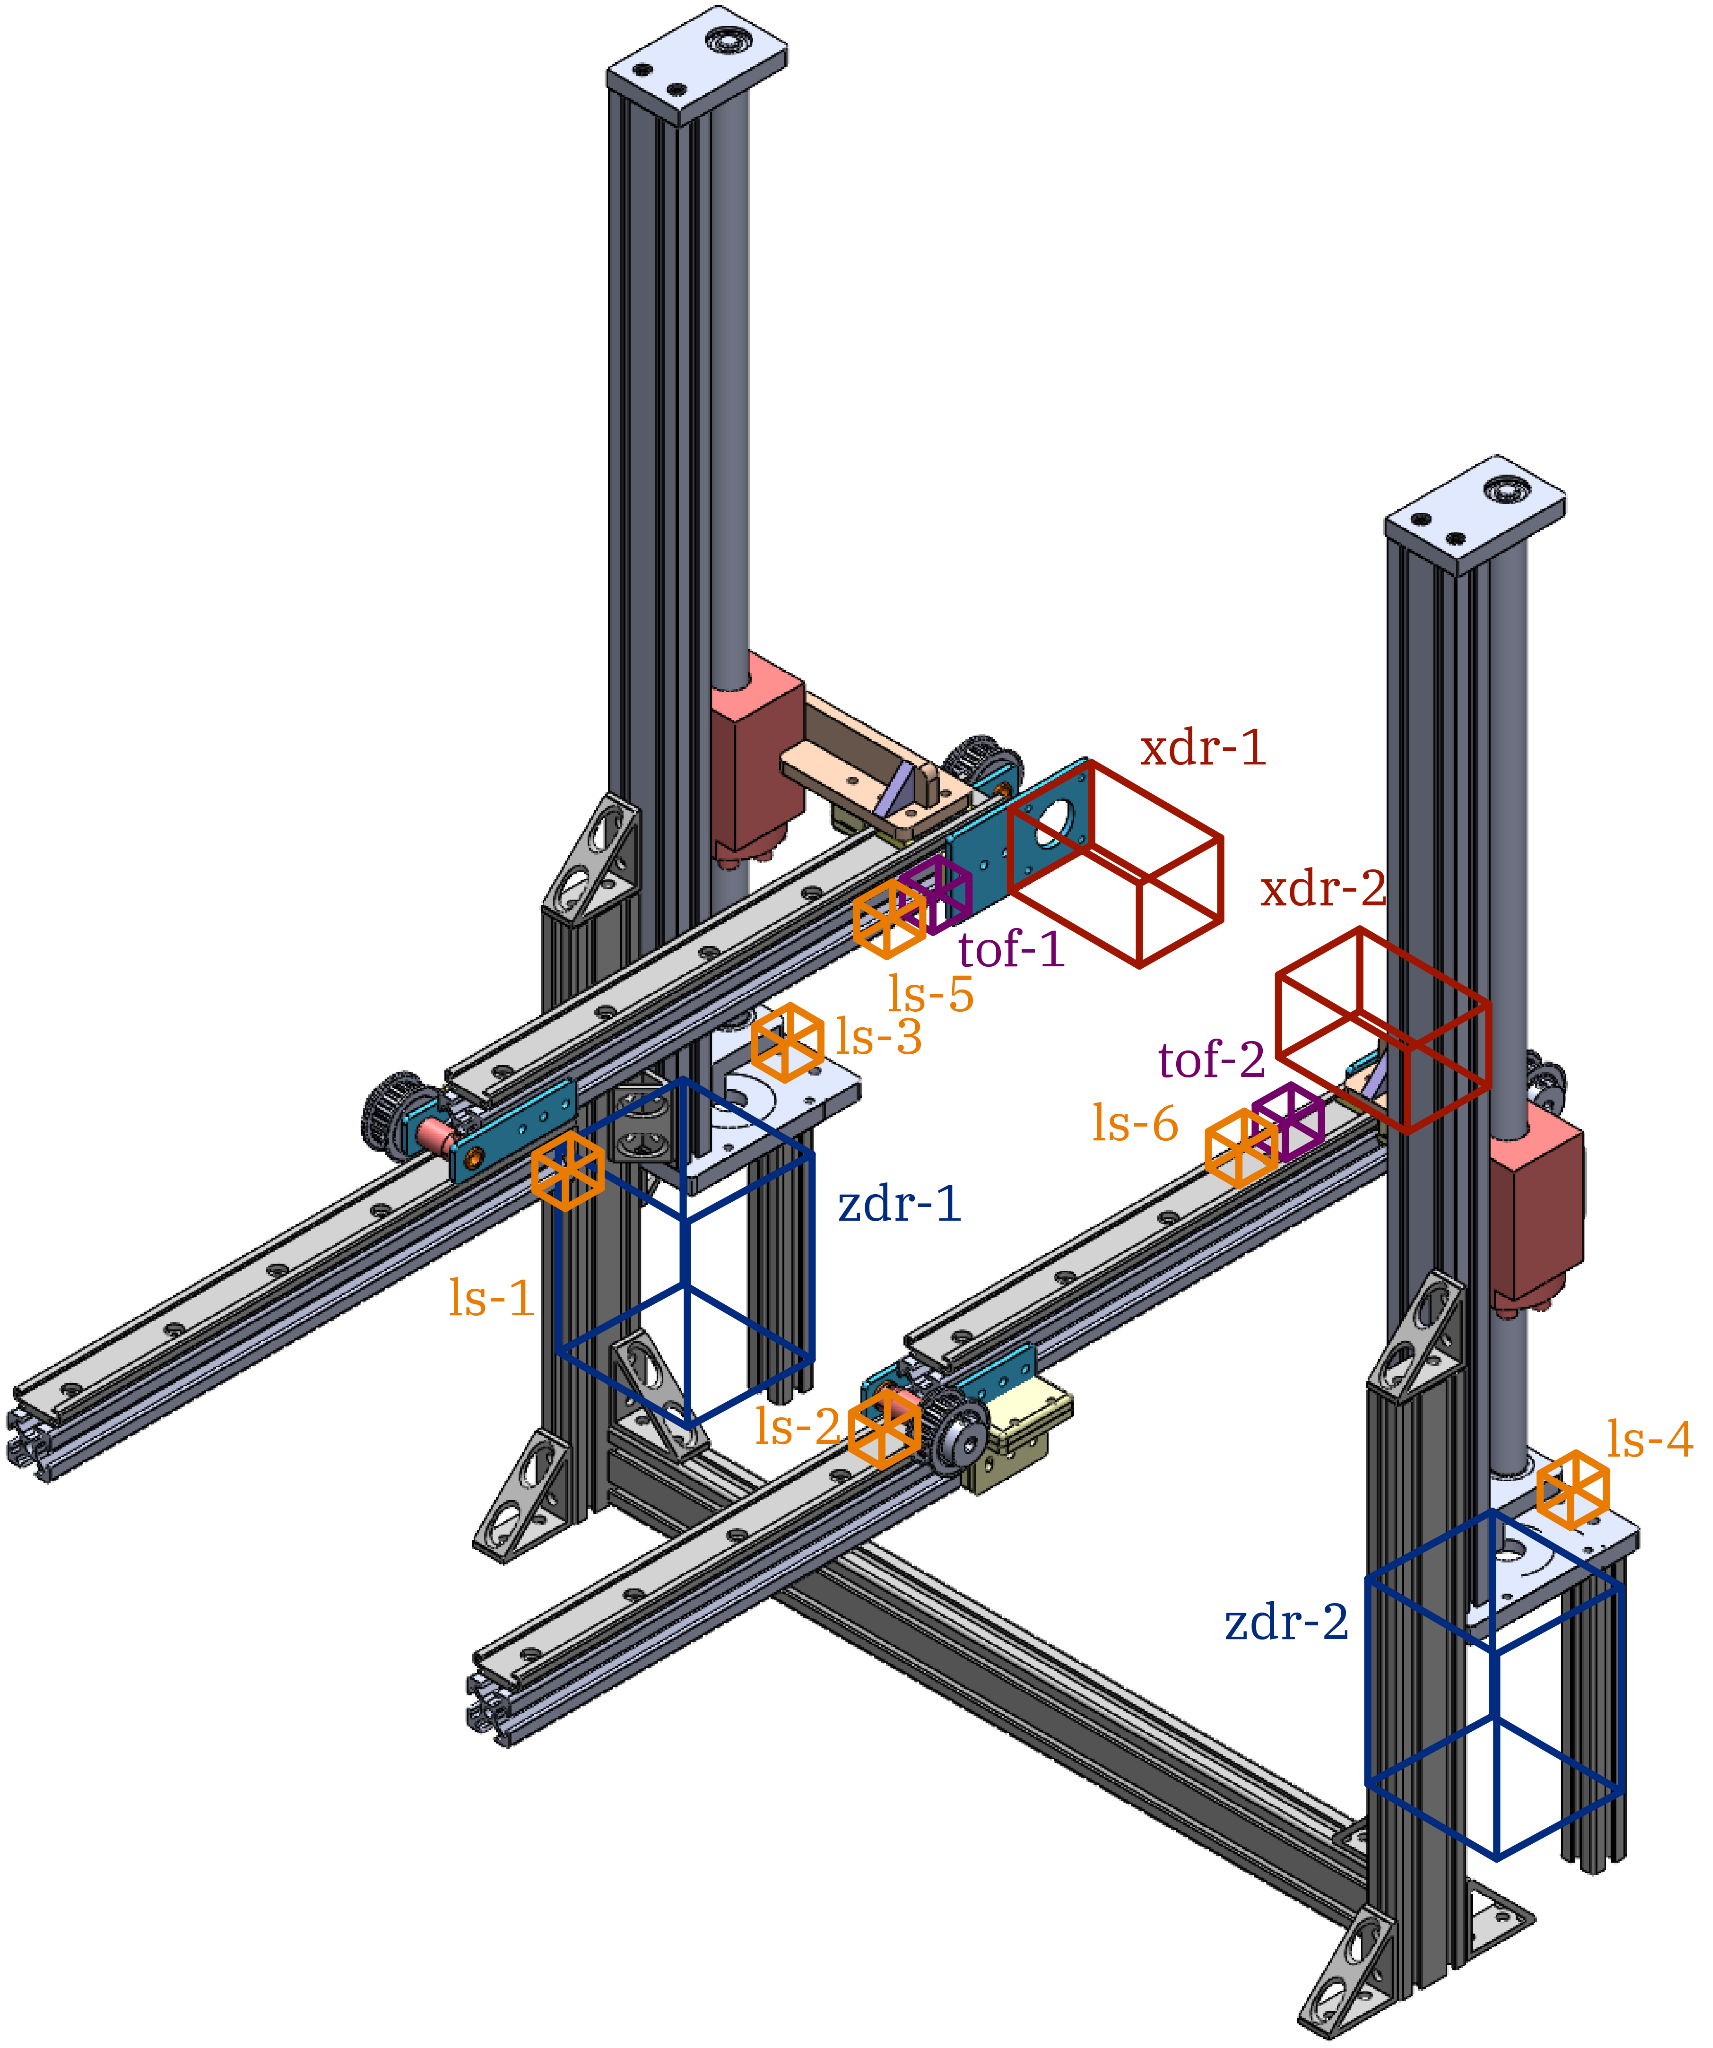 xdr-1
xdr-2
tof-1
ls-5
ls-3
tof-2
ls-6
zdr-1
ls-1
ls-2
ls-4
zdr-2